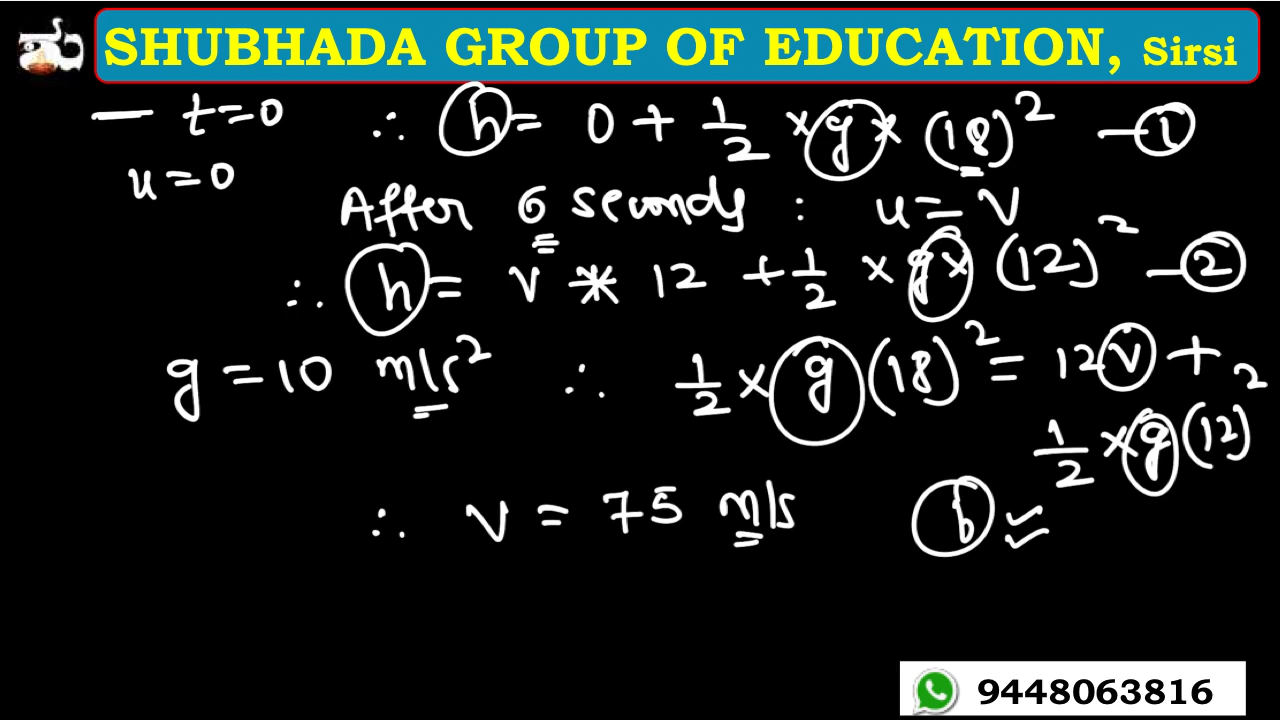 SHUBHADA GROUP OF EDUCATION, Sirsi
— t=0 ∴ h = 0 + 1/2 × g × (18)² —①
u=0
After 6 seconds : u = v
∴ h = v * 12 + 1/2 × g × (12)² —②
g = 10 m/s² ∴ 1/2 × g (18)² = 12v +
1/2 × g (12)²
∴ v = 75 m/s ⓑ
9448063816